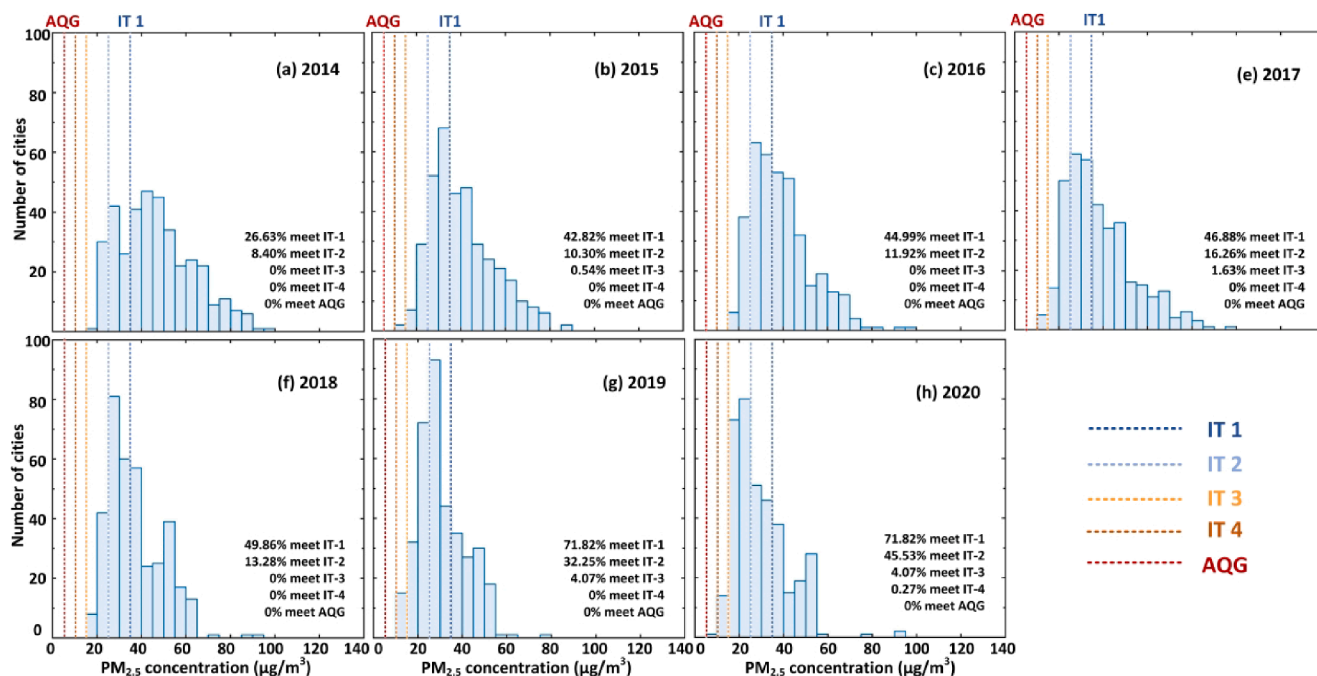 AQG IT 1 AQG IT1 AQG IT 1 AQG IT1
Number of cities
100
80
60
40
20
(a) 2014
26.63% meet IT-1
8.40% meet IT-2
0% meet IT-3
0% meet IT-4
0% meet AQG
(b) 2015
42.82% meet IT-1
10.30% meet IT-2
0.54% meet IT-3
0% meet IT-4
0% meet AQG
(c) 2016
44.99% meet IT-1
11.92% meet IT-2
0% meet IT-3
0% meet IT-4
0% meet AQG
(e) 2017
46.88% meet IT-1
16.26% meet IT-2
1.63% meet IT-3
0% meet IT-4
0% meet AQG
Number of cities
100
80
60
40
20
0
(f) 2018
49.86% meet IT-1
13.28% meet IT-2
0% meet IT-3
0% meet IT-4
0% meet AQG
0 20 40 60 80 100 120 140
PM2.5 concentration (µg/m³)
(g) 2019
71.82% meet IT-1
32.25% meet IT-2
4.07% meet IT-3
0% meet IT-4
0% meet AQG
0 20 40 60 80 100 120 140
PM2.5 concentration (µg/m³)
(h) 2020
71.82% meet IT-1
45.53% meet IT-2
4.07% meet IT-3
0.27% meet IT-4
0% meet AQG
0 20 40 60 80 100 120 140
PM2.5 concentration (µg/m³)
IT 1
IT 2
IT 3
IT 4
AQG